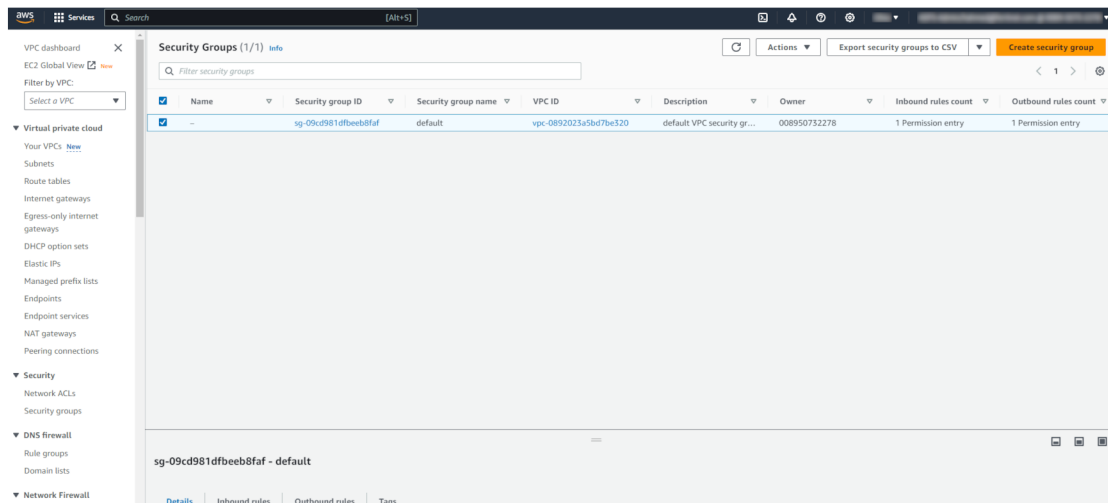 aws Services Search [Alt+S]
VPC dashboard
EC2 Global View New
Filter by VPC:
Select a VPC
Virtual private cloud
Your VPCs New
Subnets
Route tables
Internet gateways
Egress-only internet
gateways
DHCP option sets
Elastic IPs
Managed prefix lists
Endpoints
Endpoint services
NAT gateways
Peering connections
Security
Network ACLs
Security groups
DNS firewall
Rule groups
Domain lists
Network Firewall
Security Groups (1/1) Info
Actions Export security groups to CSV Create security group
Filter security groups
1
Name Security group ID Security group name VPC ID Description Owner Inbound rules count Outbound rules count
– sg-09cd981dfbeeb8faf default vpc-0892023a5bd7be320 default VPC security gr... 008950732278 1 Permission entry 1 Permission entry
sg-09cd981dfbeeb8faf - default
Details Inbound rules Outbound rules Tags